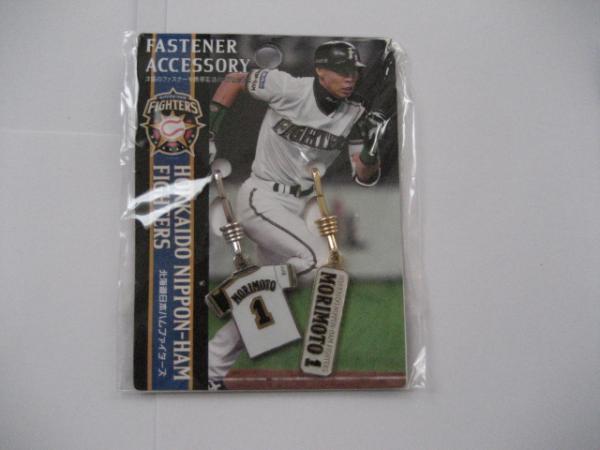 FASTENER
ACCESSORY
FIGHTERS
HOKKAIDO NIPPON-HAM
FIGHTERS
北海道日本ハムファイターズ
FIGHTERS
MORIMOTO
1
MORIMOTO 1